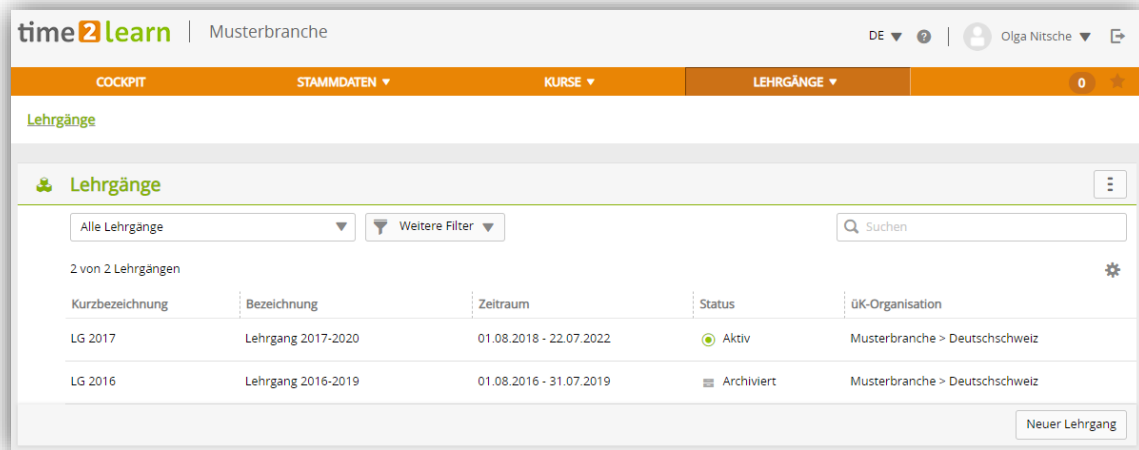 time2learn Musterbranche DE Olga Nitsche
COCKPIT STAMMDATEN KURSE LEHRGÄNGE 0
Lehrgänge
Lehrgänge
Alle Lehrgänge Weitere Filter Suchen
2 von 2 Lehrgängen
Kurzbezeichnung Bezeichnung Zeitraum Status üK-Organisation
LG 2017 Lehrgang 2017-2020 01.08.2018 - 22.07.2022 Aktiv Musterbranche > Deutschschweiz
LG 2016 Lehrgang 2016-2019 01.08.2016 - 31.07.2019 Archiviert Musterbranche > Deutschschweiz
Neuer Lehrgang